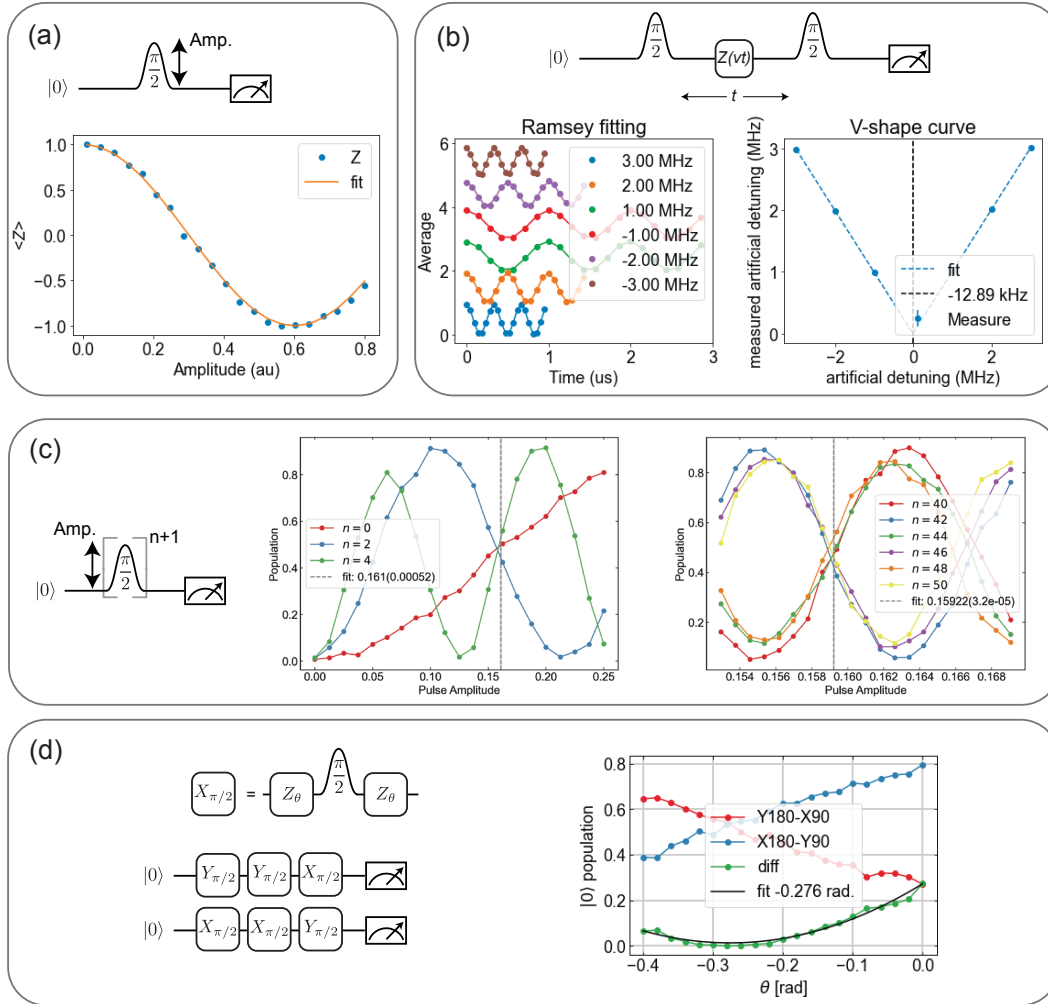 (a)
Amp.
π/2
|0⟩
1.0
0.5
0.0
−0.5
−1.0
<Z>
Z
fit
0.0 0.2 0.4 0.6 0.8
Amplitude (au)
(b)
π/2
π/2
|0⟩
Z(vt)
t
Ramsey fitting
6
4
2
0
Average
3.00 MHz
2.00 MHz
1.00 MHz
-1.00 MHz
-2.00 MHz
-3.00 MHz
0 1 2 3
Time (us)
V-shape curve
3
2
1
0
measured artificial detuning (MHz)
fit
-12.89 kHz
Measure
−2 0 2
artificial detuning (MHz)
(c)
Amp.
n+1
π/2
|0⟩
0.8
0.6
0.4
0.2
0.0
Population
n = 0
n = 2
n = 4
fit: 0.161(0.00052)
0.00 0.05 0.10 0.15 0.20 0.25
Pulse Amplitude
0.8
0.6
0.4
0.2
Population
n = 40
n = 42
n = 44
n = 46
n = 48
n = 50
fit: 0.15922(3.2e-05)
0.154 0.156 0.158 0.160 0.162 0.164 0.166 0.168
Pulse Amplitude
(d)
Xπ/2 = Zθ π/2 Zθ
|0⟩ Yπ/2 Yπ/2 Xπ/2
|0⟩ Xπ/2 Xπ/2 Yπ/2
0.8
0.6
0.4
0.2
0.0
|0⟩ population
Y180-X90
X180-Y90
diff
fit -0.276 rad.
−0.4 −0.3 −0.2 −0.1 0.0
θ [rad]